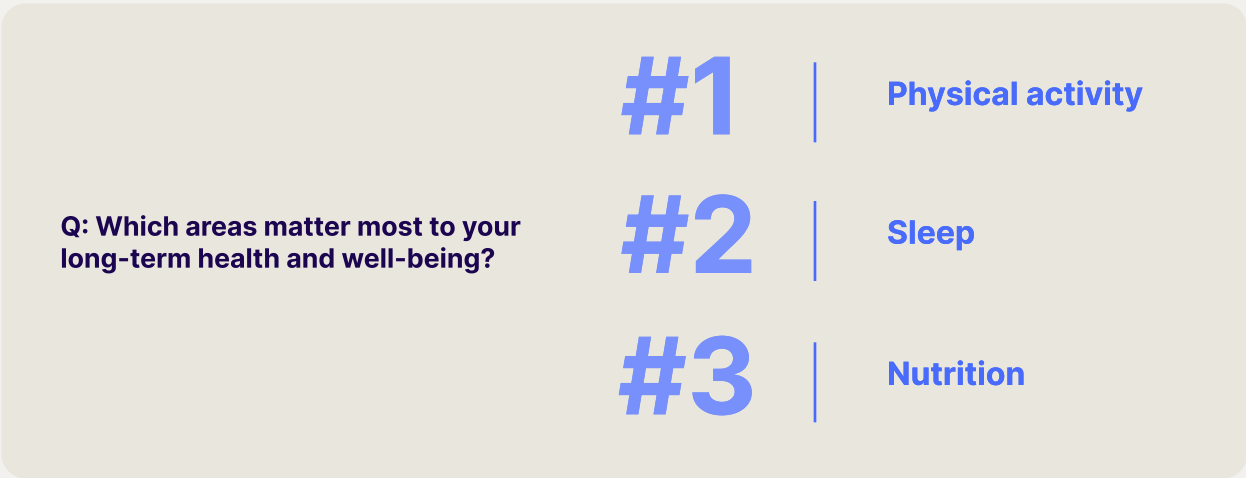 Q: Which areas matter most to your
long-term health and well-being?
#1
Physical activity
#2
Sleep
#3
Nutrition